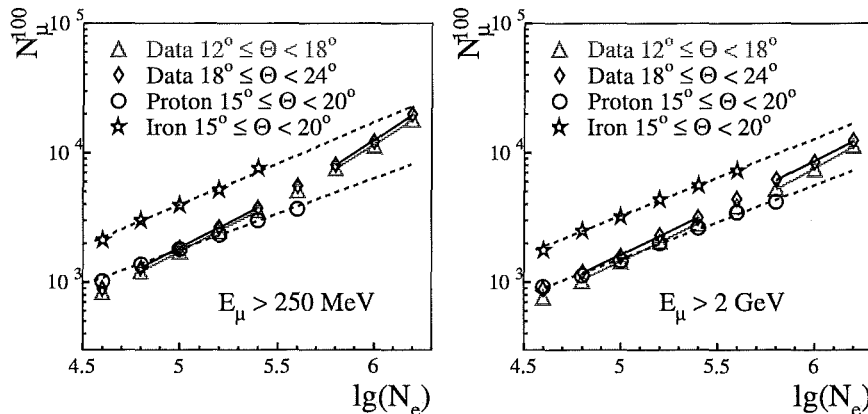 N_μ^100
10^5
10^4
10^3
Data 12° ≤ Θ < 18°
Data 18° ≤ Θ < 24°
Proton 15° ≤ Θ < 20°
Iron 15° ≤ Θ < 20°
E_μ > 250 MeV
4.5 5 5.5 6
lg(N_e)
N_μ^100
10^5
10^4
10^3
Data 12° ≤ Θ < 18°
Data 18° ≤ Θ < 24°
Proton 15° ≤ Θ < 20°
Iron 15° ≤ Θ < 20°
E_μ > 2 GeV
4.5 5 5.5 6
lg(N_e)